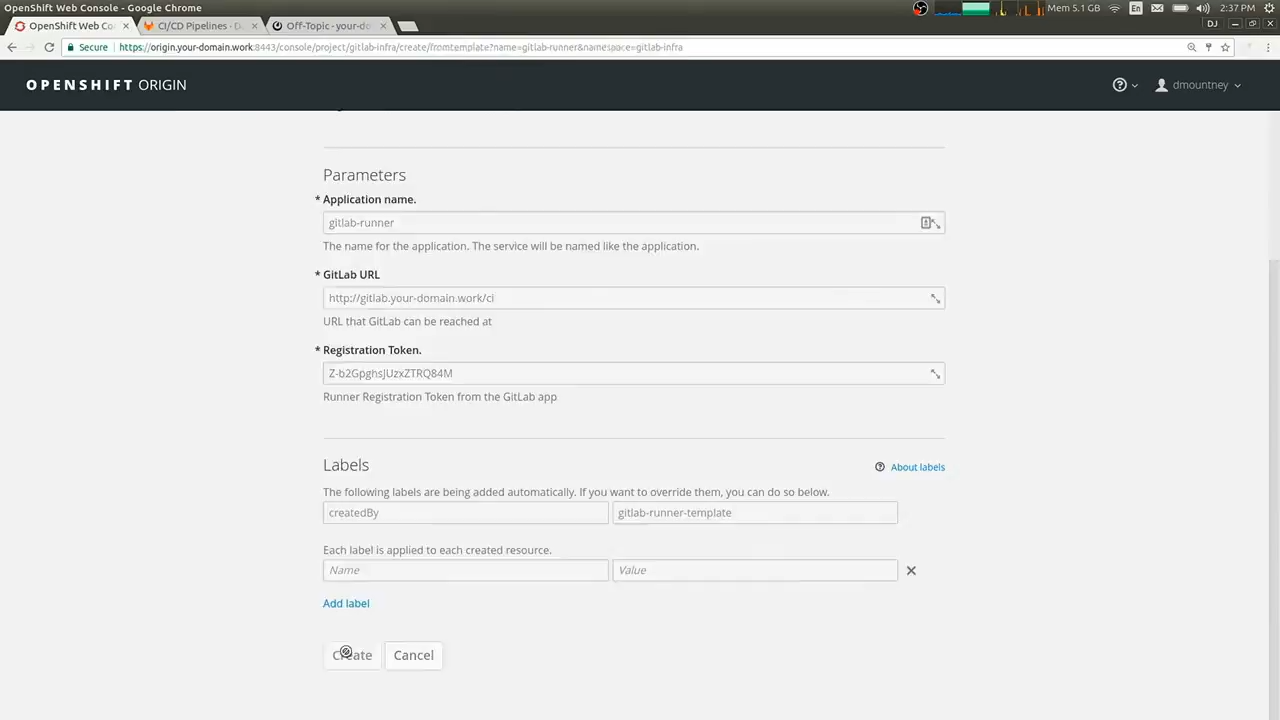 OpenShift Web Console - Google Chrome
Mem 5.1 GB
En
2:37 PM
OpenShift Web Co
CI/CD Pipelines - D
Off-Topic - your-do
DJ
Secure
https://origin.your-domain.work:8443/console/project/gitlab-infra/create/fromtemplate?name=gitlab-runner&namespace=gitlab-infra
OPENSHIFT ORIGIN
dmountney
Parameters
* Application name.
gitlab-runner
The name for the application. The service will be named like the application.
* GitLab URL
http://gitlab.your-domain.work/ci
URL that GitLab can be reached at
* Registration Token.
Z-b2GpghsJUzxZTRQ84M
Runner Registration Token from the GitLab app
Labels
About labels
The following labels are being added automatically. If you want to override them, you can do so below.
createdBy
gitlab-runner-template
Each label is applied to each created resource.
Name
Value
Add label
Create
Cancel